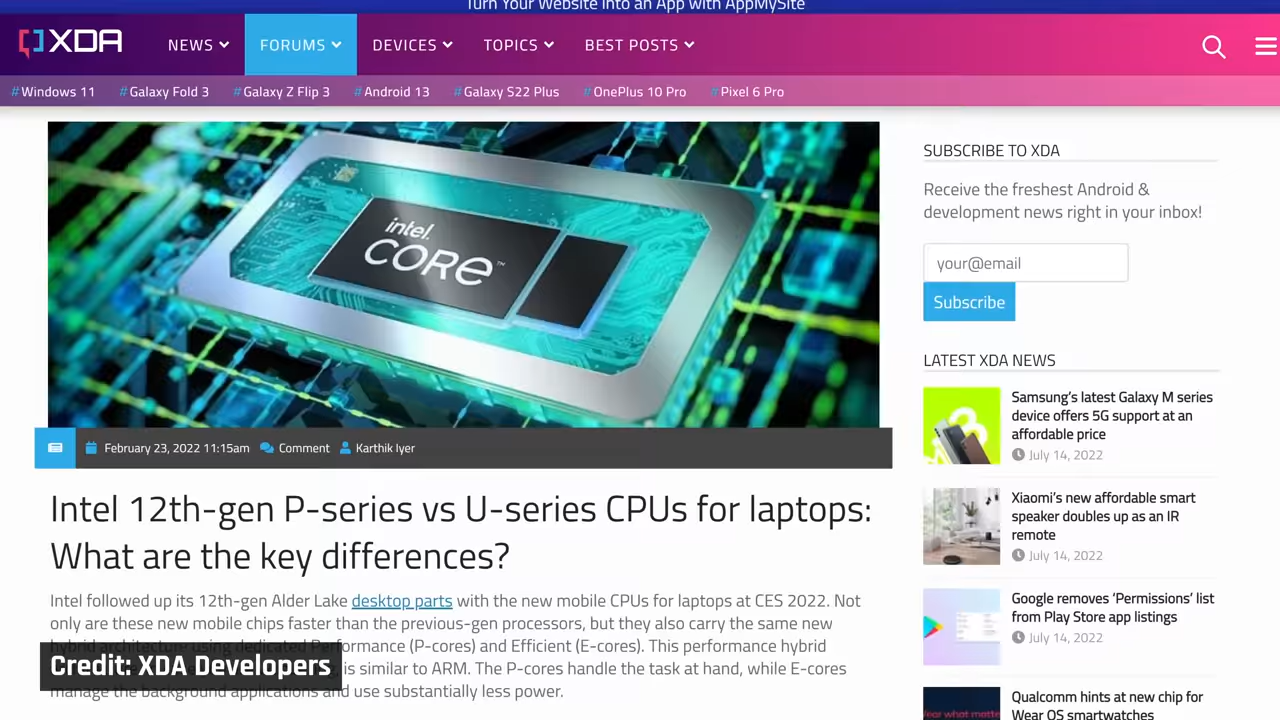 Turn Your Website into an App with AppMySite
XDA
NEWS
FORUMS
DEVICES
TOPICS
BEST POSTS
#Windows 11
#Galaxy Fold 3
#Galaxy Z Flip 3
#Android 13
#Galaxy S22 Plus
#OnePlus 10 Pro
#Pixel 6 Pro
intel.
CORE™
February 23, 2022 11:15am
Comment
Karthik Iyer
Intel 12th-gen P-series vs U-series CPUs for laptops:
What are the key differences?
Intel followed up its 12th-gen Alder Lake desktop parts with the new mobile CPUs for laptops at CES 2022. Not
only are these new mobile chips faster than the previous-gen processors, but they also carry the same new
hybrid architecture using dedicated Performance (P-cores) and Efficient (E-cores). This performance hybrid
is similar to ARM. The P-cores handle the task at hand, while E-cores
manage the background applications and use substantially less power.
Credit: XDA Developers
SUBSCRIBE TO XDA
Receive the freshest Android &
development news right in your inbox!
your@email
Subscribe
LATEST XDA NEWS
Samsung's latest Galaxy M series
device offers 5G support at an
affordable price
July 14, 2022
Xiaomi's new affordable smart
speaker doubles up as an IR
remote
July 14, 2022
Google removes 'Permissions' list
from Play Store app listings
July 14, 2022
Qualcomm hints at new chip for
Wear OS smartwatches